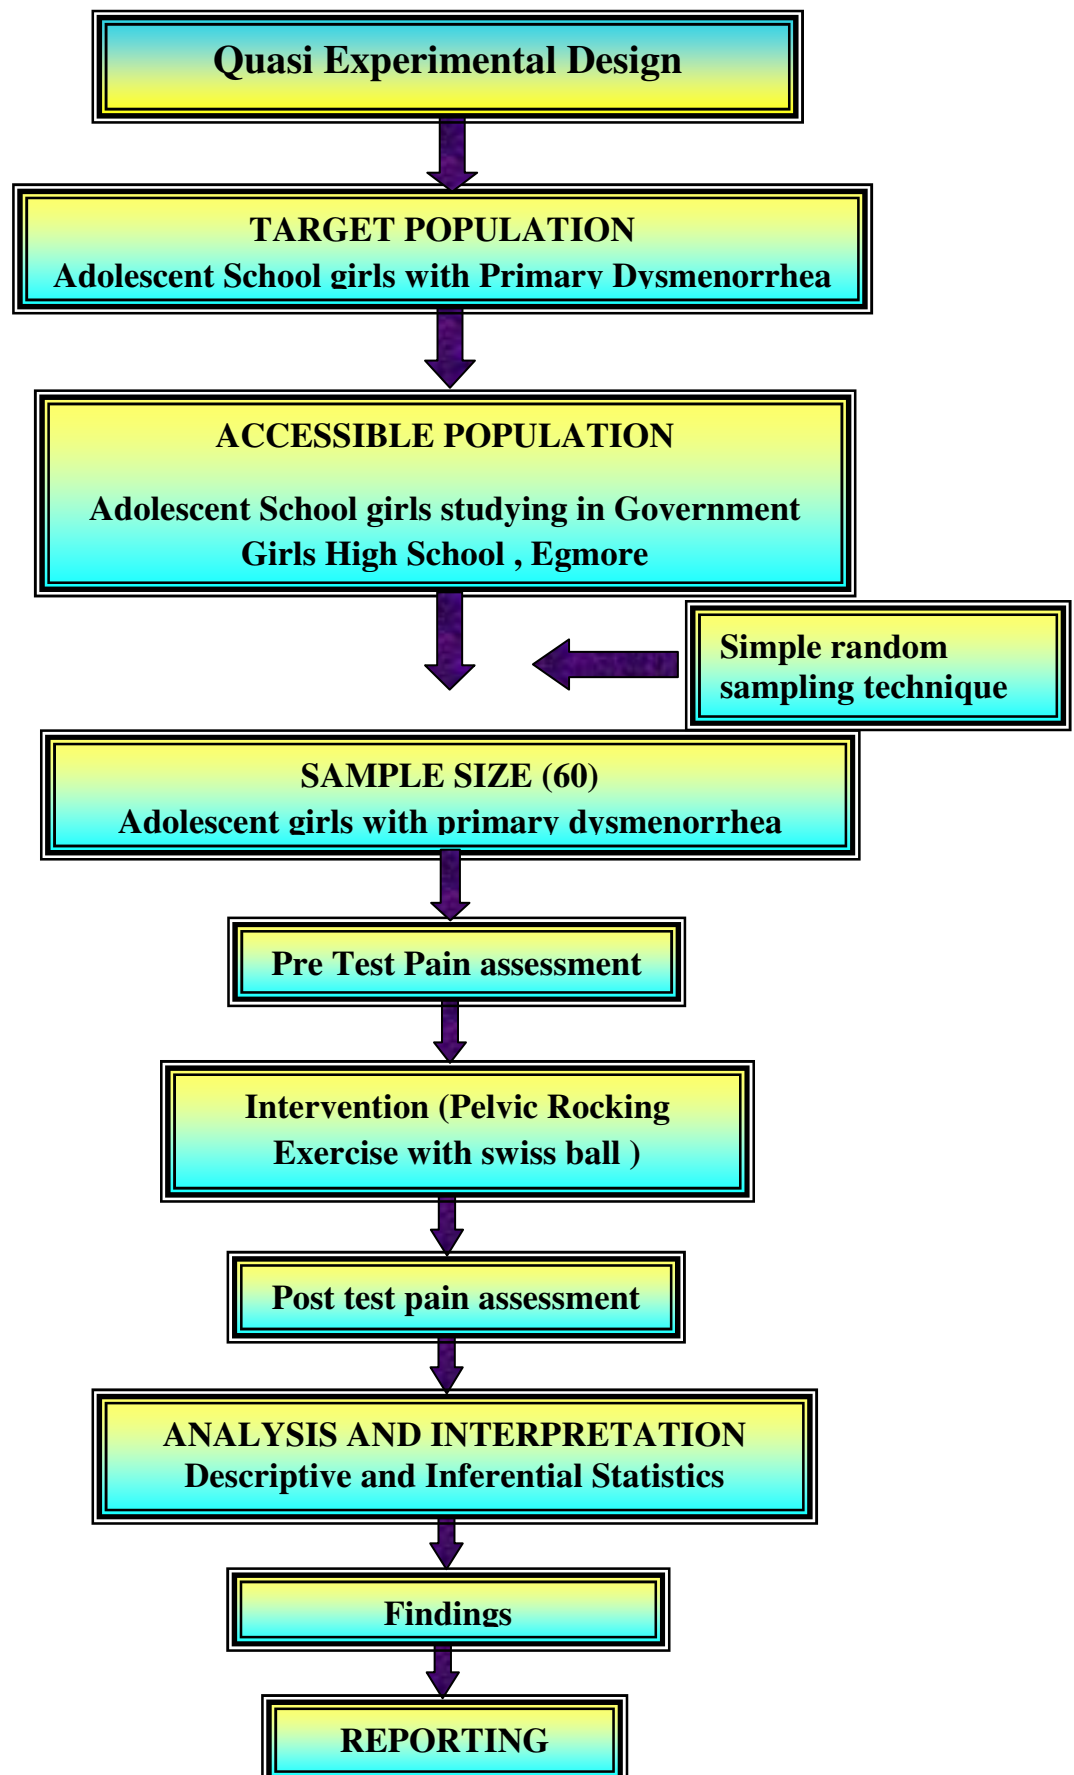 Quasi Experimental Design
TARGET POPULATION
Adolescent School girls with Primary Dysmenorrhea
ACCESSIBLE POPULATION
Adolescent School girls studying in Government
Girls High School , Egmore
Simple random
sampling technique
SAMPLE SIZE (60)
Adolescent girls with primary dysmenorrhea
Pre Test Pain assessment
Intervention (Pelvic Rocking
Exercise with swiss ball )
Post test pain assessment
ANALYSIS AND INTERPRETATION
Descriptive and Inferential Statistics
Findings
REPORTING